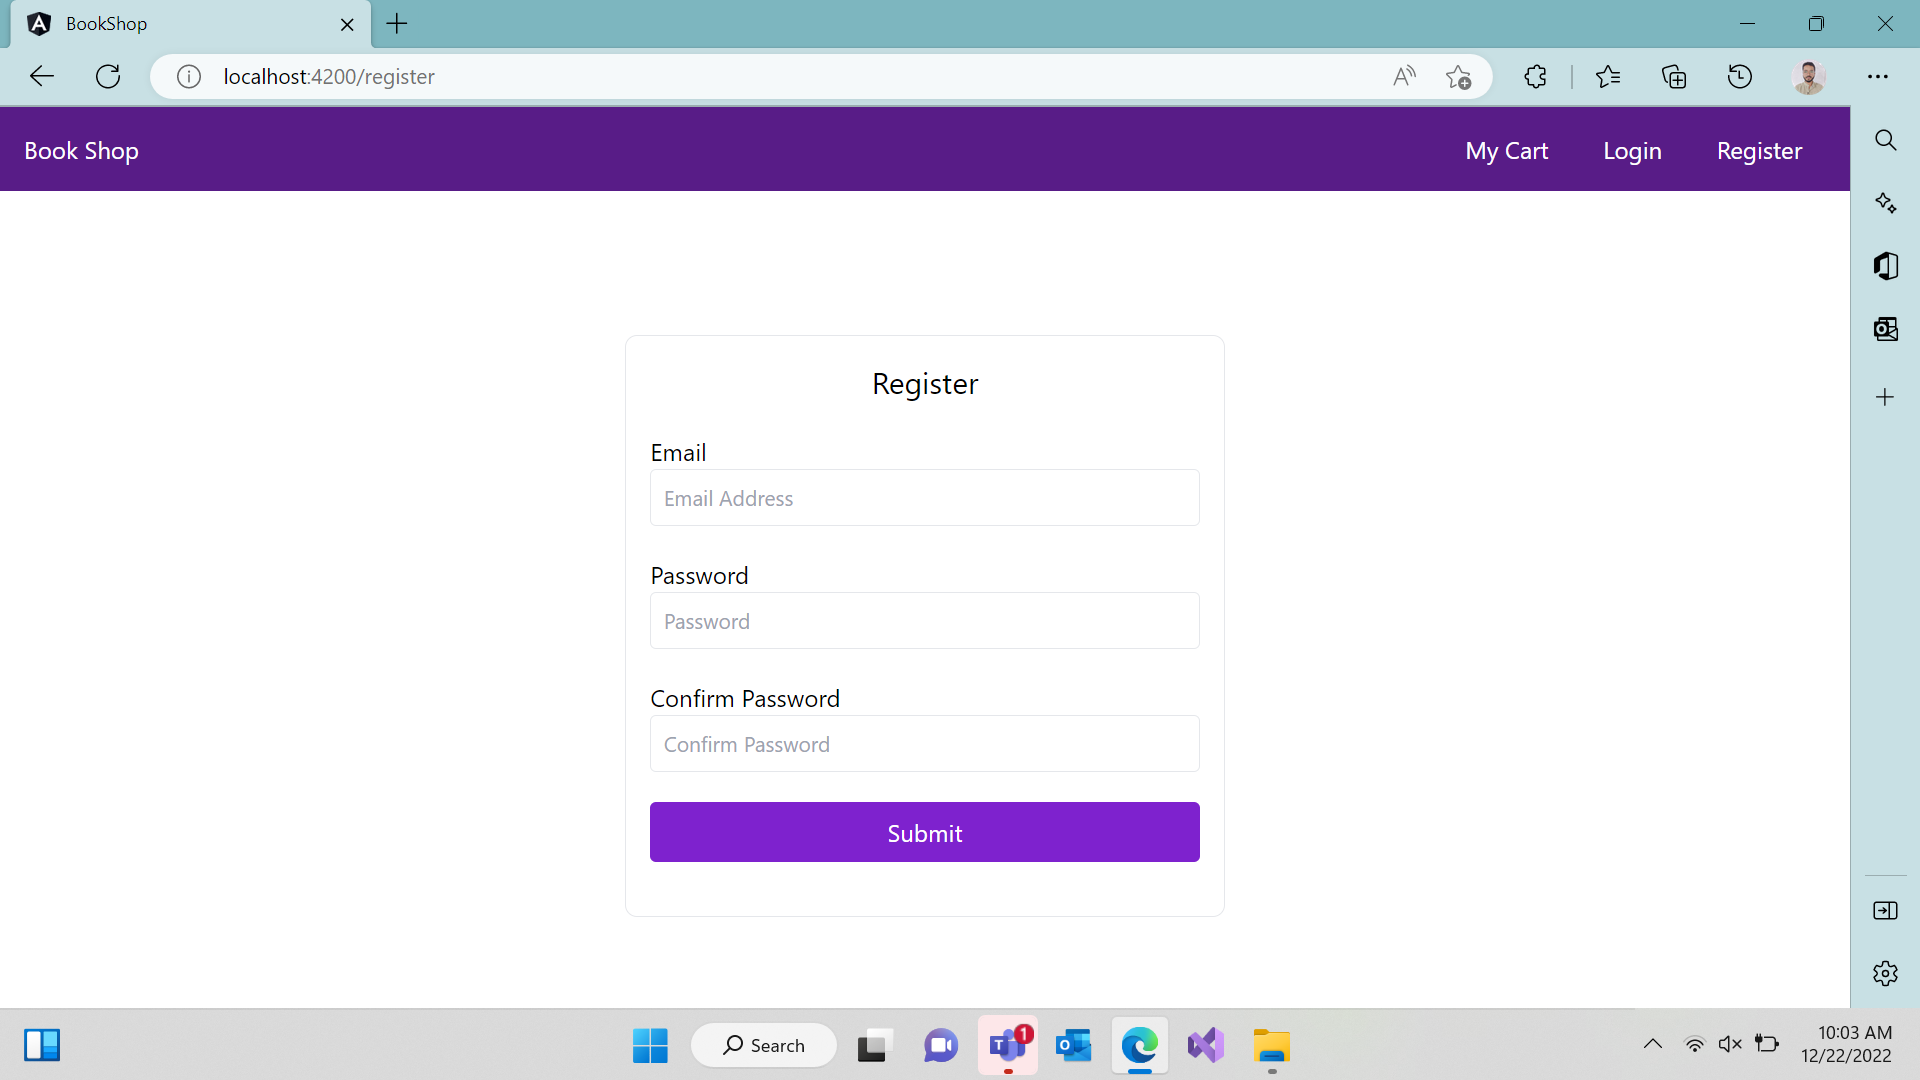 BookShop
localhost:4200/register
Book Shop
My Cart
Login
Register
Register
Email
Email Address
Password
Password
Confirm Password
Confirm Password
Submit
Search
1
10:03 AM
12/22/2022